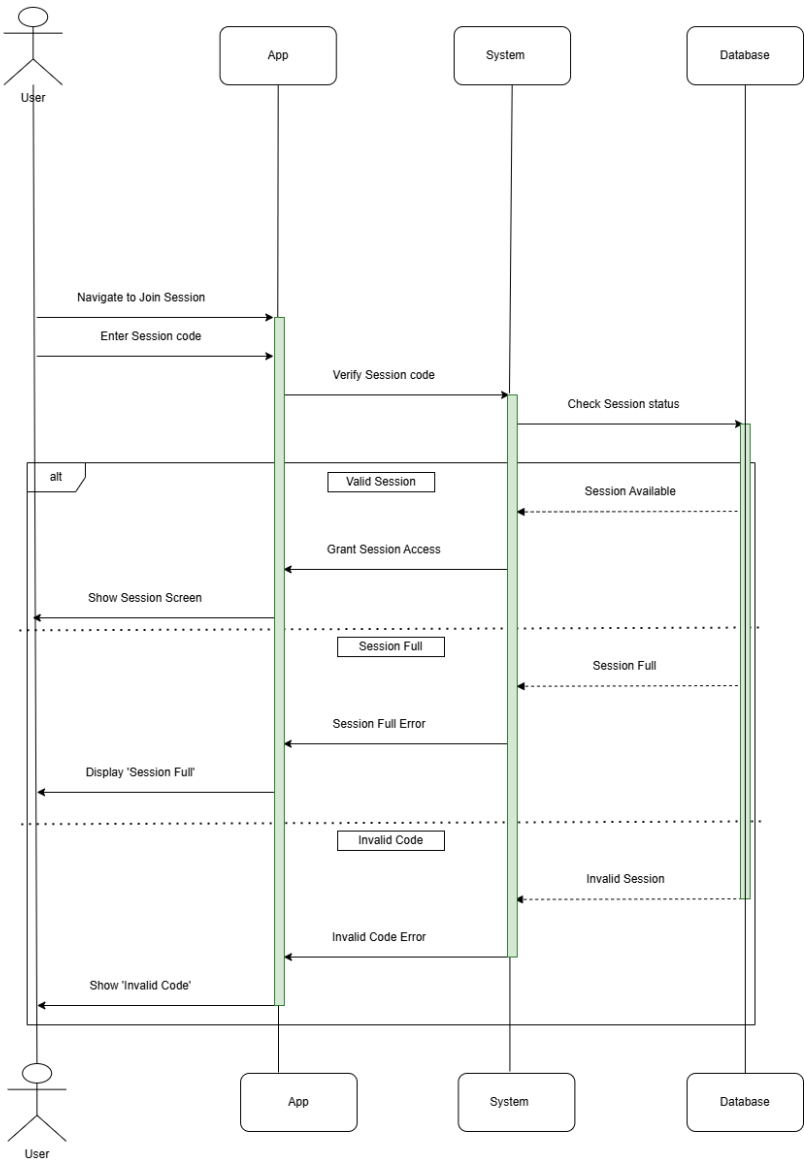 User
App
System
Database
Navigate to Join Session
Enter Session code
Verify Session code
Check Session status
alt
Valid Session
Session Available
Grant Session Access
Show Session Screen
Session Full
Session Full
Session Full Error
Display 'Session Full'
Invalid Code
Invalid Session
Invalid Code Error
Show 'Invalid Code'
App
System
Database
User